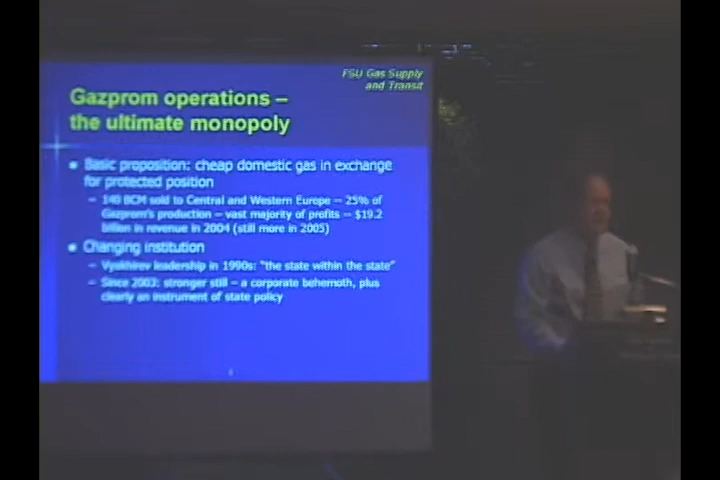 FSU Gas Supply
and Transit
Gazprom operations –
the ultimate monopoly
Basic proposition: cheap domestic gas in exchange
for protected position
– 140 BCM sold to Central and Western Europe -- 25% of
Gazprom's production – vast majority of profits -- $19.2
billion in revenue in 2004 (still more in 2005)
Changing institution
– Vyakhirev leadership in 1990s: "the state within the state"
– Since 2003: stronger still – a corporate behemoth, plus
clearly an instrument of state policy